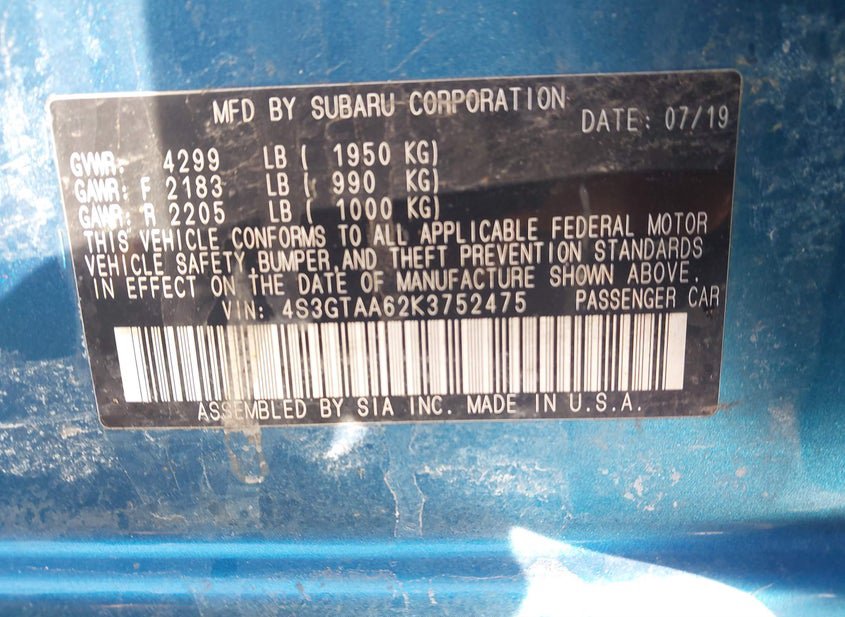 MFD BY SUBARU CORPORATION
DATE: 07/19
GVWR: 4299 LB ( 1950 KG)
GAWR: F 2183 LB ( 990 KG)
GAWR: R 2205 LB ( 1000 KG)
THIS VEHICLE CONFORMS TO ALL APPLICABLE FEDERAL MOTOR
VEHICLE SAFETY, BUMPER, AND THEFT PREVENTION STANDARDS
IN EFFECT ON THE DATE OF MANUFACTURE SHOWN ABOVE.
VIN: 4S3GTAA62K3752475 PASSENGER CAR
ASSEMBLED BY SIA INC. MADE IN U.S.A.